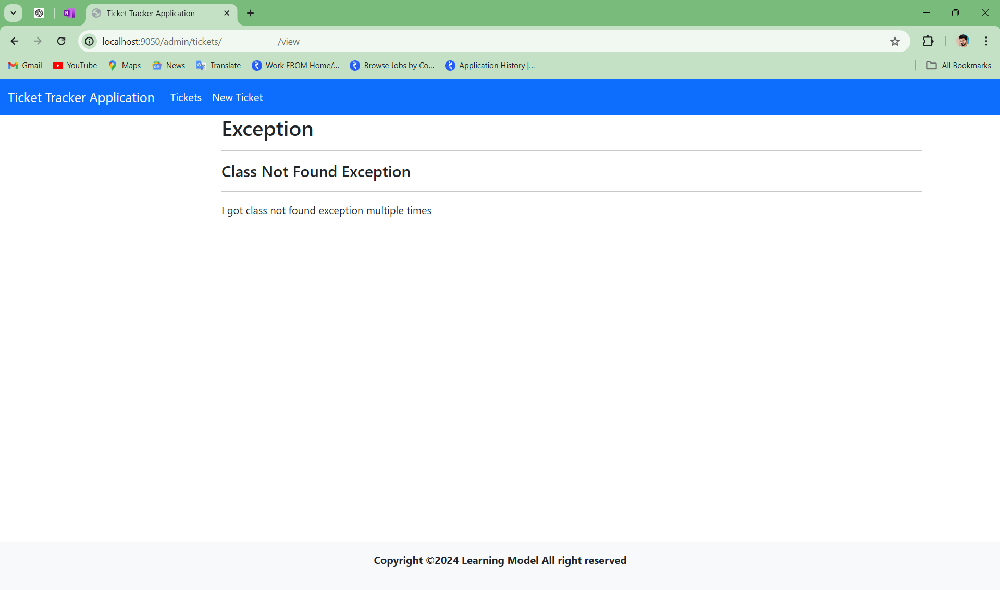 Ticket Tracker Application
localhost:9050/admin/tickets/=========/view
Gmail YouTube Maps News Translate Work FROM Home/... Browse Jobs by Co... Application History |... All Bookmarks
Ticket Tracker Application Tickets New Ticket
Exception
Class Not Found Exception
I got class not found exception multiple times
Copyright ©2024 Learning Model All right reserved